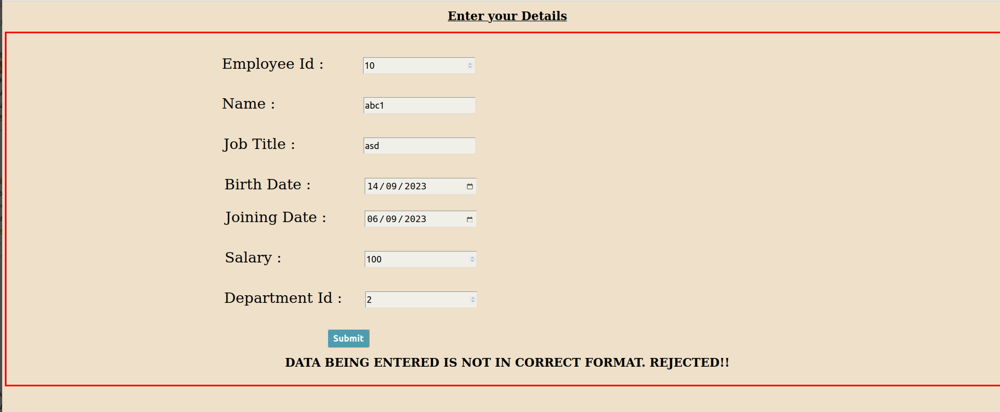 Enter your Details
Employee Id : 10
Name : abc1
Job Title : asd
Birth Date : 14/09/2023
Joining Date : 06/09/2023
Salary : 100
Department Id : 2
Submit
DATA BEING ENTERED IS NOT IN CORRECT FORMAT. REJECTED!!